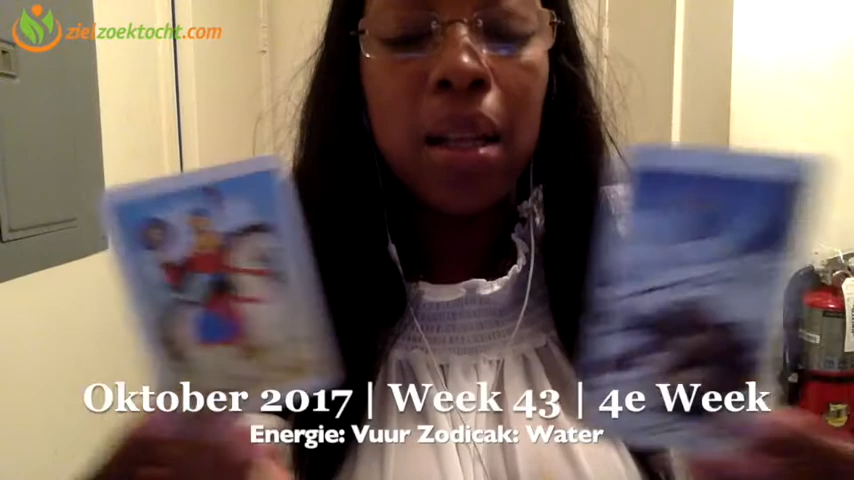 zielzoektocht.com
Oktober 2017 | Week 43 | 4e Week
Energie: Vuur Zodicak: Water